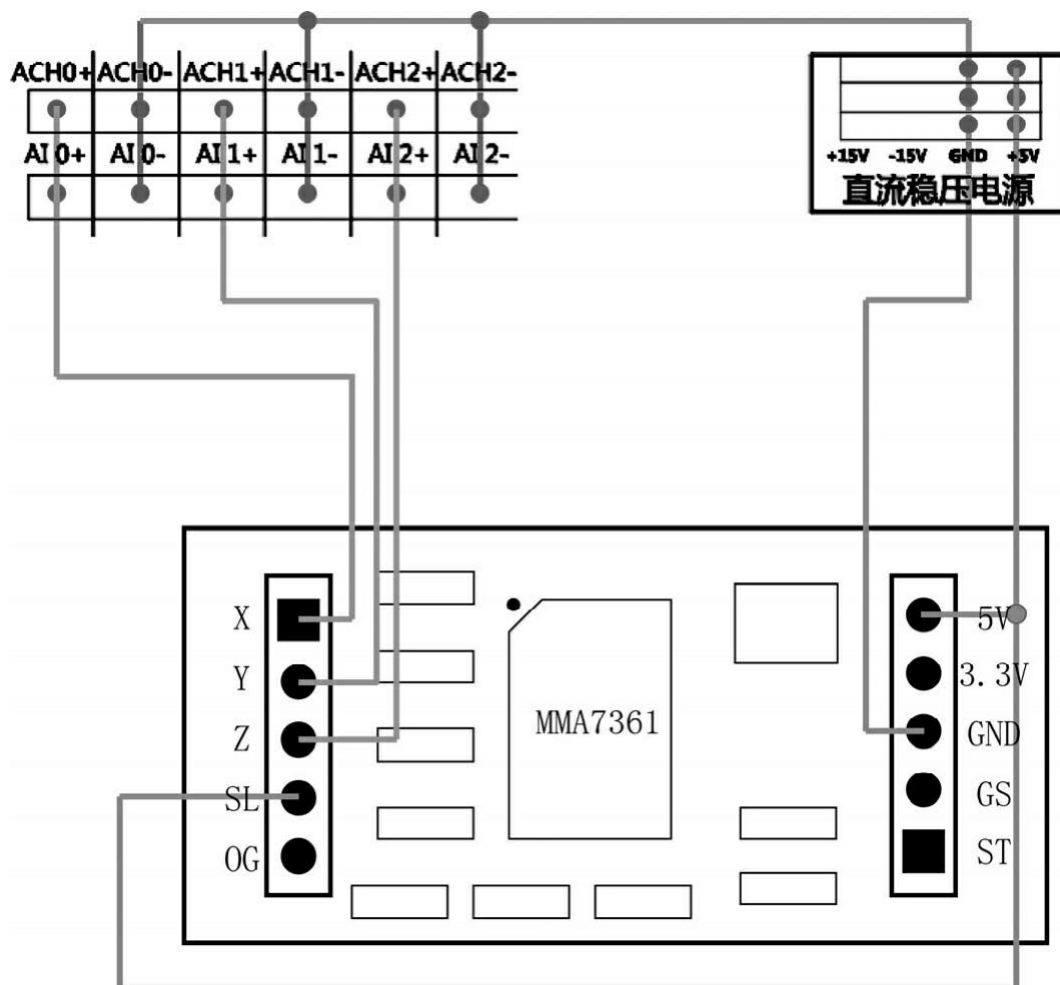 ACH0+ ACH0- ACH1+ ACH1- ACH2+ ACH2-
AI 0+ AI 0- AI 1+ AI 1- AI 2+ AI 2-
+15V -15V GND +5V
直流稳压电源
X
Y
Z
SL
OG
MMA7361
5V
3.3V
GND
GS
ST